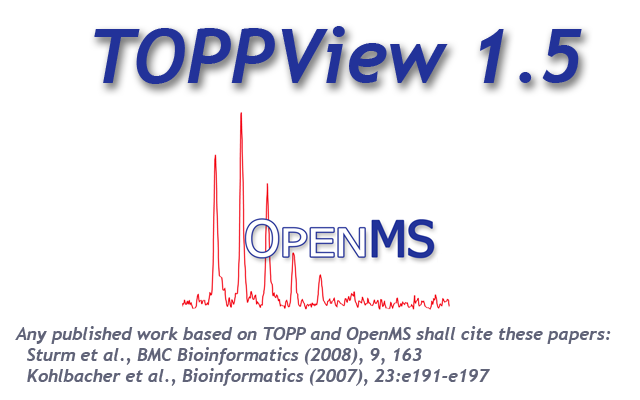 TOPPView 1.5
OPENMS
Any published work based on TOPP and OpenMS shall cite these papers:
Sturm et al., BMC Bioinformatics (2008), 9, 163
Kohlbacher et al., Bioinformatics (2007), 23:e191-e197